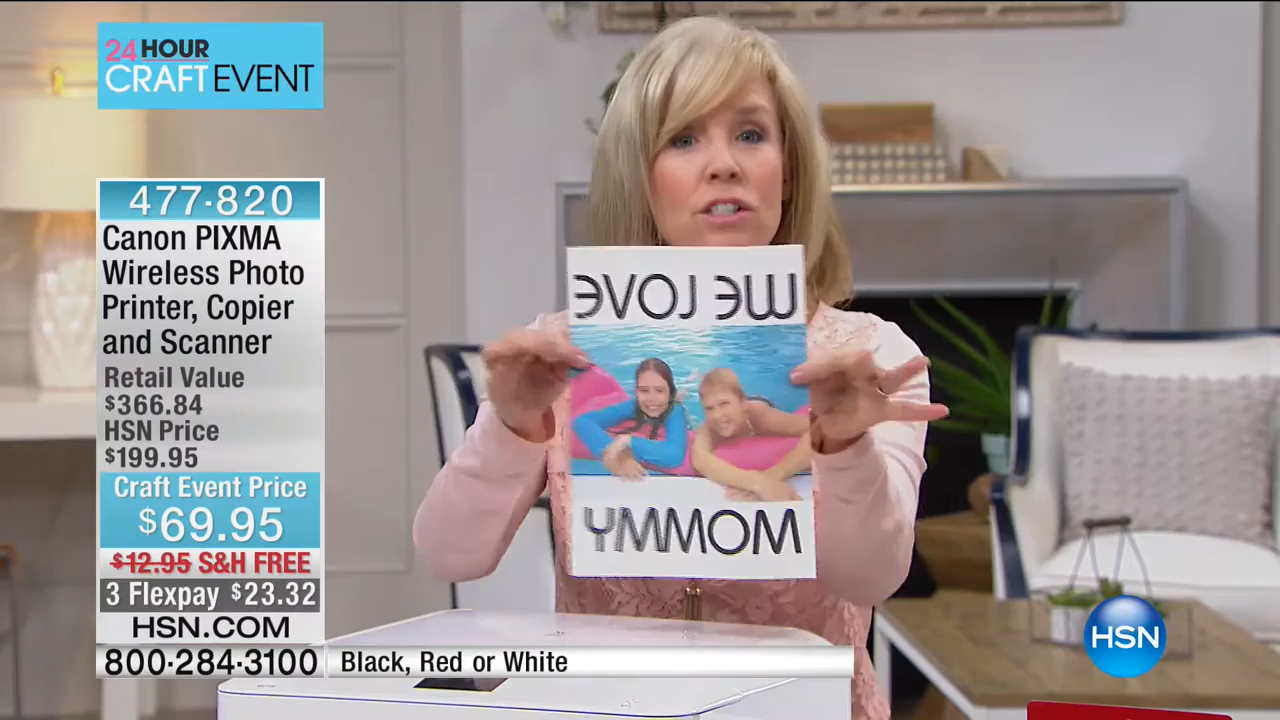 24 HOUR
CRAFT EVENT
477-820
Canon PIXMA
Wireless Photo
Printer, Copier
and Scanner
Retail Value
$366.84
HSN Price
$199.95
Craft Event Price
$69.95
$12.95 S&H FREE
3 Flexpay $23.32
HSN.COM
800-284-3100
Black, Red or White
WE LOVE
MOMMY
HSN